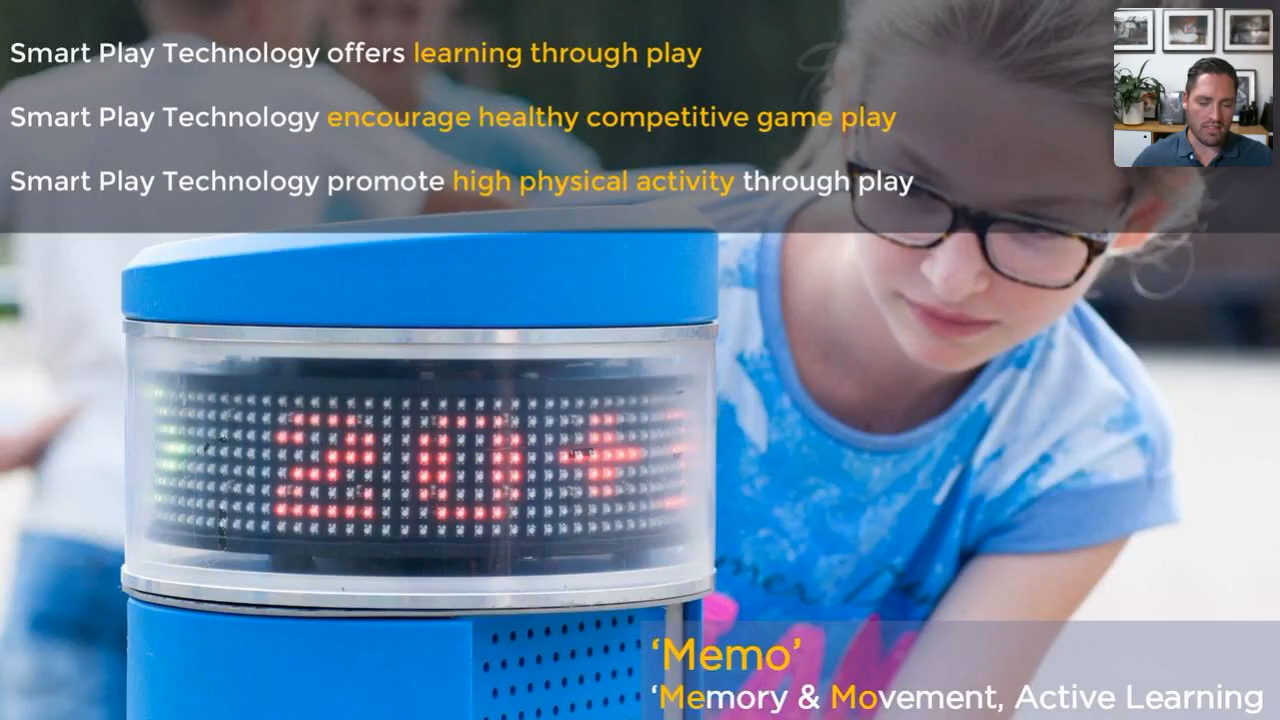 Smart Play Technology offers learning through play
Smart Play Technology encourage healthy competitive game play
Smart Play Technology promote high physical activity through play
20+
‘Memo’
‘Memory & Movement, Active Learning